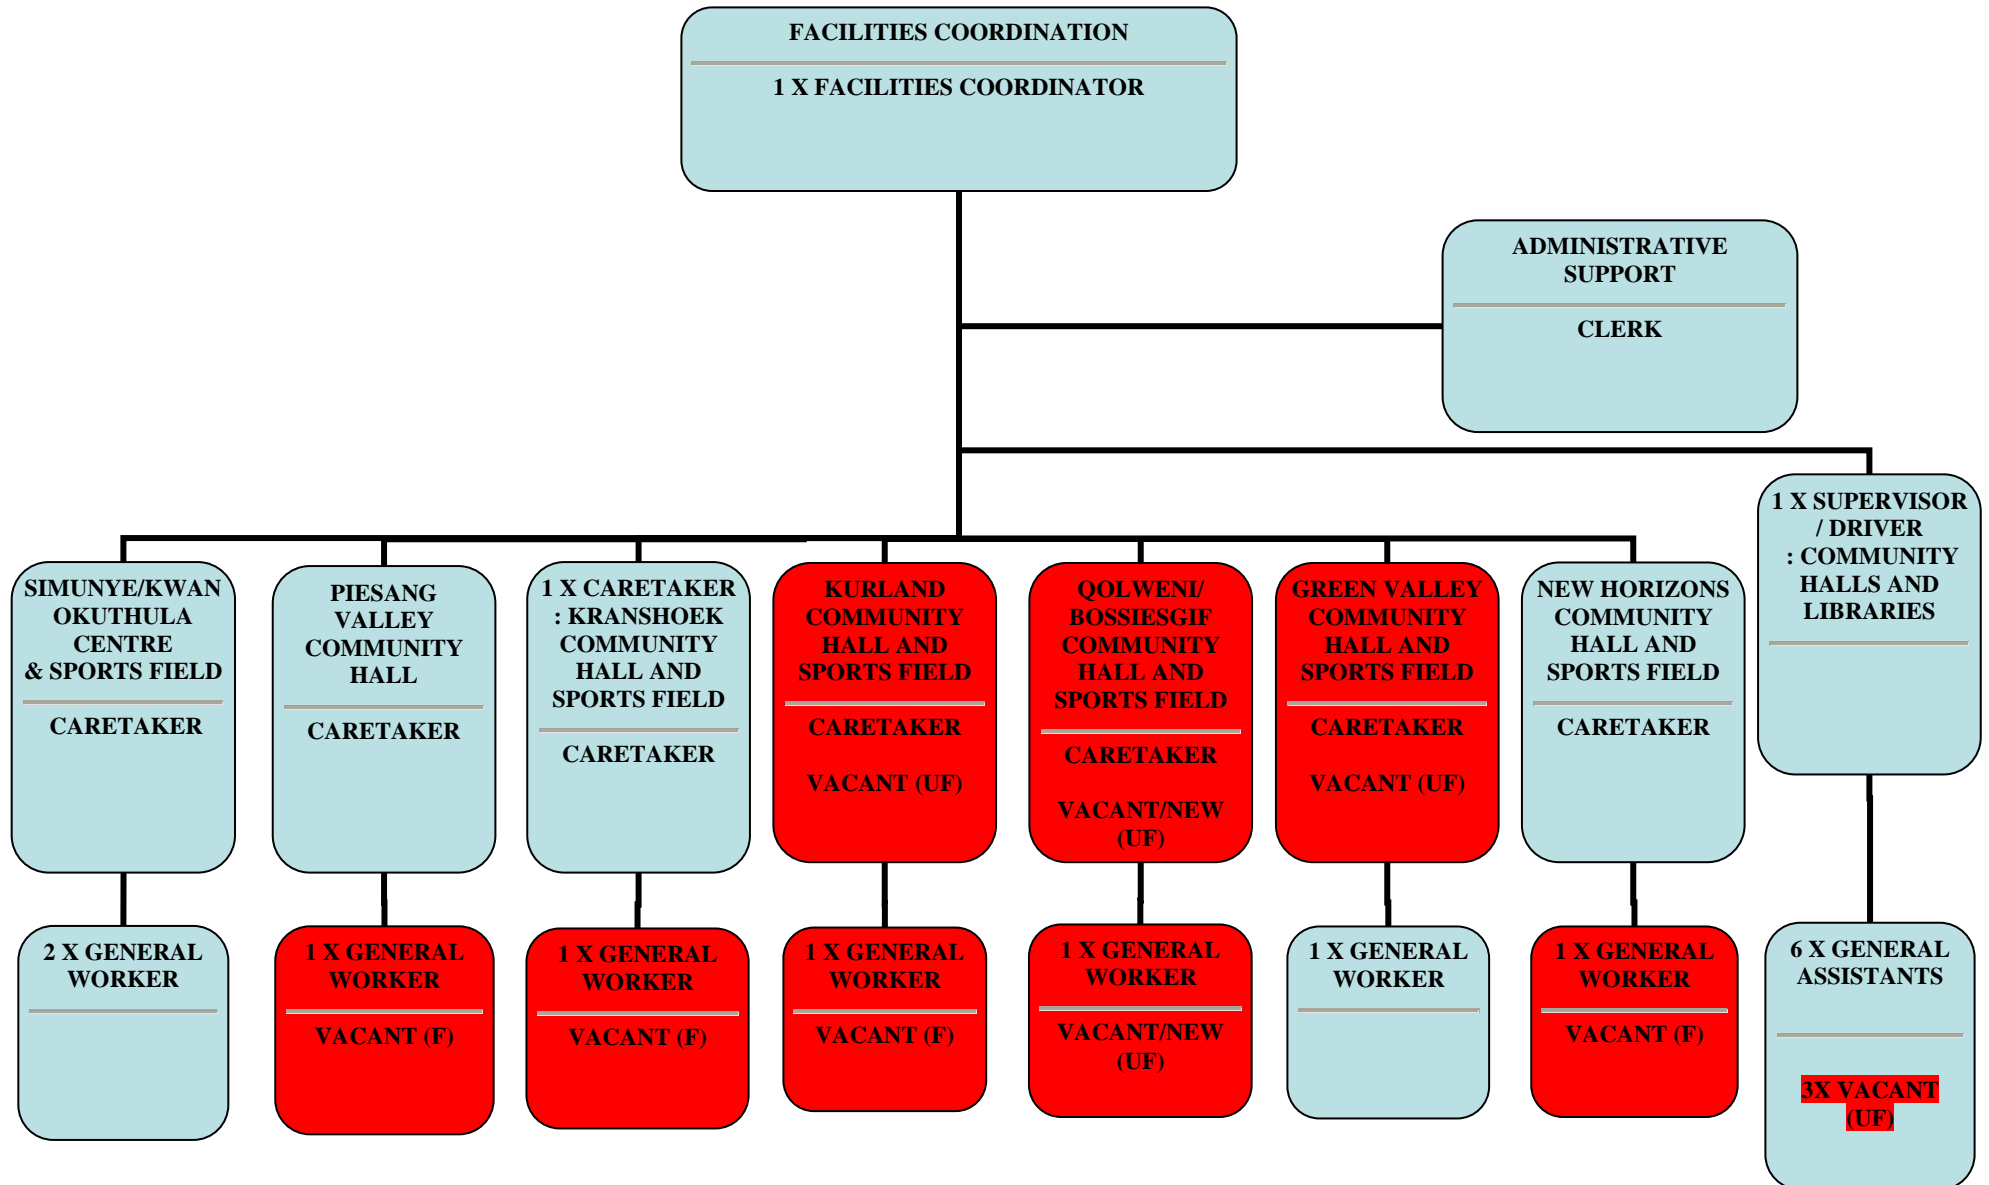 FACILITIES COORDINATION
1 X FACILITIES COORDINATOR
ADMINISTRATIVE
SUPPORT
CLERK
1 X SUPERVISOR
/ DRIVER
: COMMUNITY
HALLS AND
LIBRARIES
SIMUNYE/KWAN
OKUTHULA
CENTRE
& SPORTS FIELD
CARETAKER
PIESANG
VALLEY
COMMUNITY
HALL
CARETAKER
1 X CARETAKER
: KRANSHOEK
COMMUNITY
HALL AND
SPORTS FIELD
CARETAKER
KURLAND
COMMUNITY
HALL AND
SPORTS FIELD
CARETAKER
VACANT (UF)
QOLWENI/
BOSSIESGIF
COMMUNITY
HALL AND
SPORTS FIELD
CARETAKER
VACANT/NEW
(UF)
GREEN VALLEY
COMMUNITY
HALL AND
SPORTS FIELD
CARETAKER
VACANT (UF)
NEW HORIZONS
COMMUNITY
HALL AND
SPORTS FIELD
CARETAKER
2 X GENERAL
WORKER
1 X GENERAL
WORKER
VACANT (F)
1 X GENERAL
WORKER
VACANT (F)
1 X GENERAL
WORKER
VACANT (F)
1 X GENERAL
WORKER
VACANT/NEW
(UF)
1 X GENERAL
WORKER
1 X GENERAL
WORKER
VACANT (F)
6 X GENERAL
ASSISTANTS
3X VACANT
(UF)